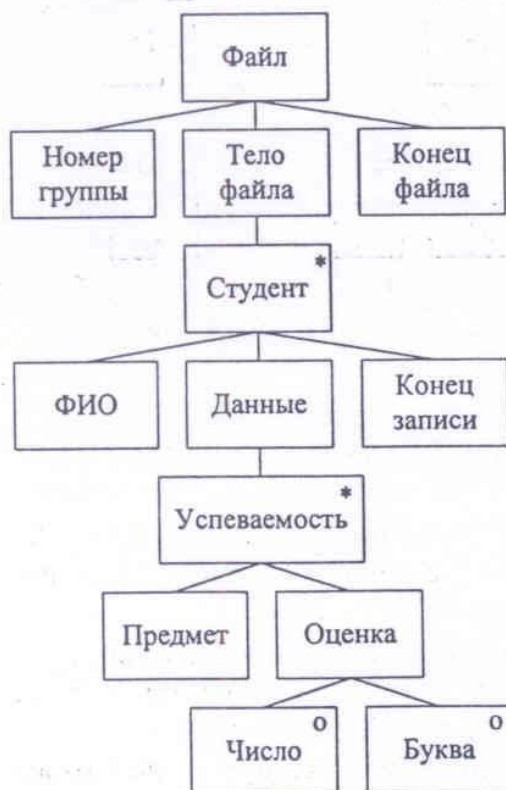 Файл
Номер
группы
Тело
файла
Конец
файла
*
Студент
ФИО
Данные
Конец
записи
*
Успеваемость
Предмет
Оценка
о
Число
о
Буква